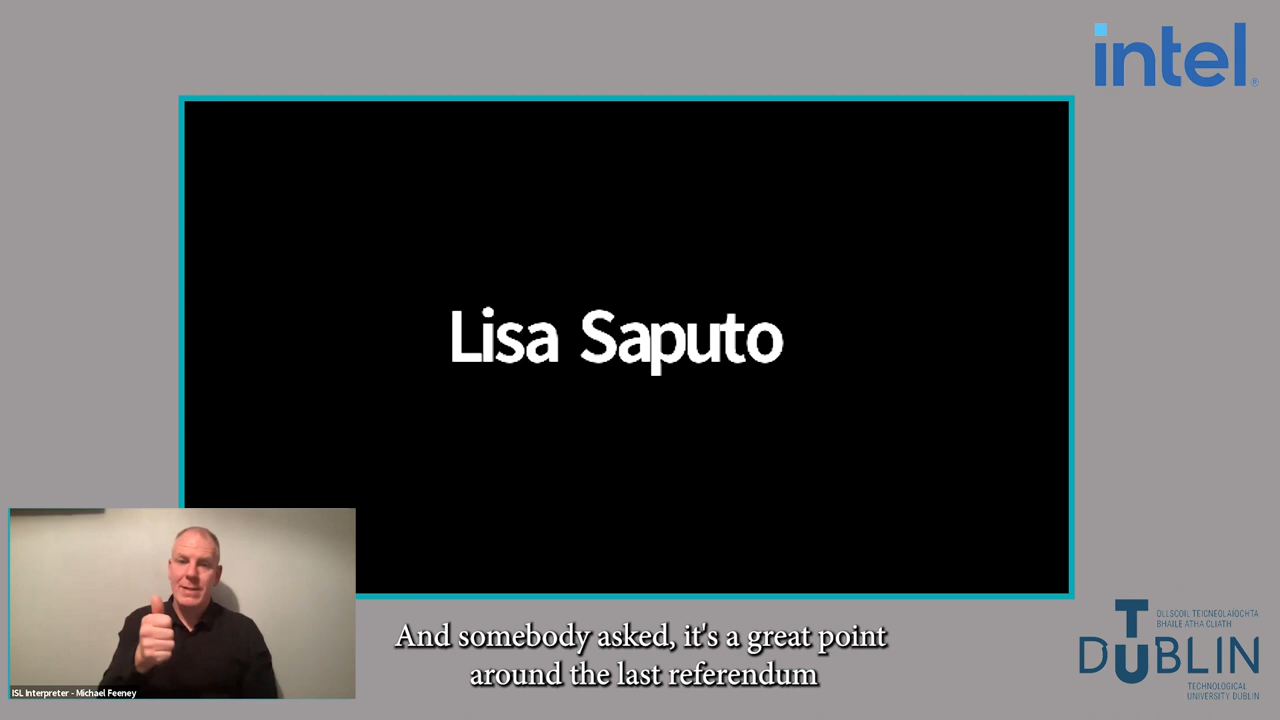 intel
Lisa Saputo
ISL Interpreter - Michael Feeney
And somebody asked, it's a great point
around the last referendum
TU DUBLIN
OLLSCOIL TEICNEOLAÍOCHTA
BHAILE ÁTHA CLIATH
TECHNOLOGICAL
UNIVERSITY DUBLIN